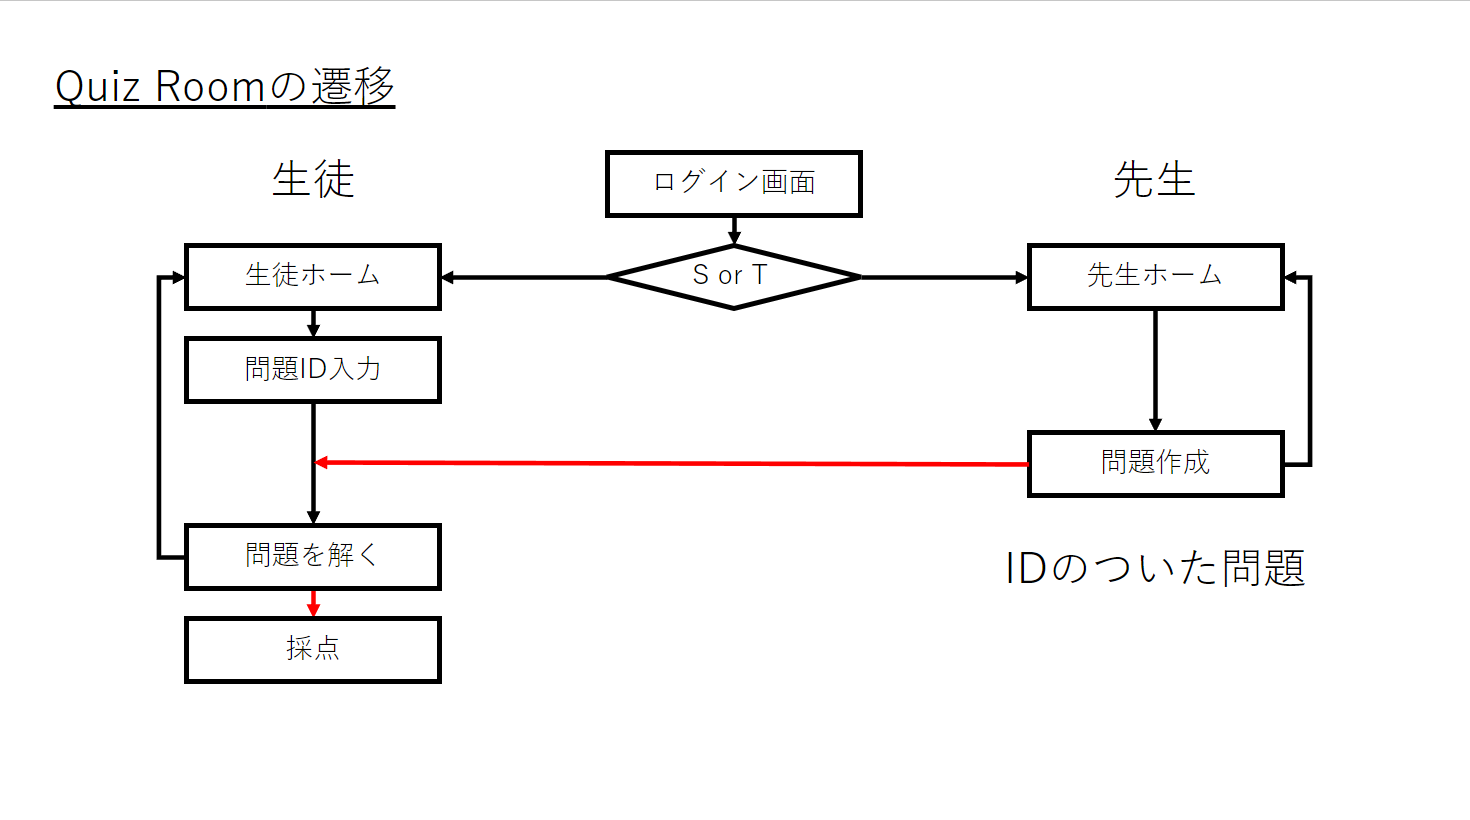 Quiz Roomの遷移
生徒
ログイン画面
先生
生徒ホーム
S or T
先生ホーム
問題ID入力
問題作成
問題を解く
IDのついた問題
採点